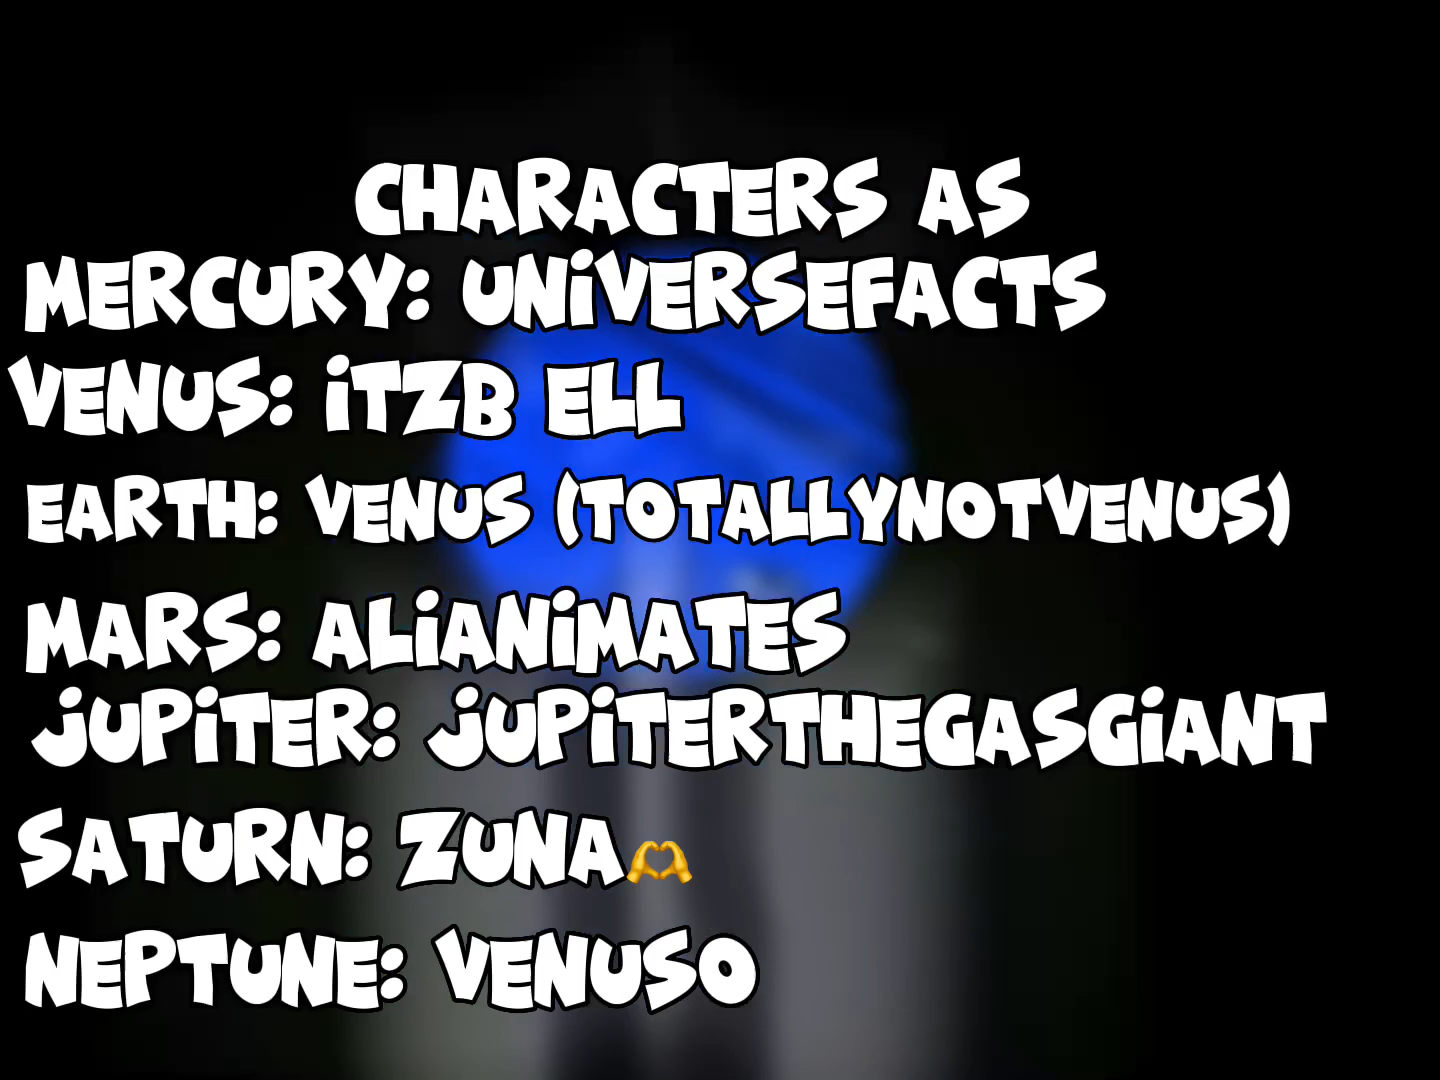 CHARACTERS AS
MERCURY: UNiVERSEFACTS
VENUS: iTZB ELL
EARTH: VENUS (TOTALLYNOTVENUS)
MARS: ALiANiMATES
jUPiTER: jUPiTERTHEGASGiANT
SATURN: ZUNA🫶
NEPTUNE: VENUSO